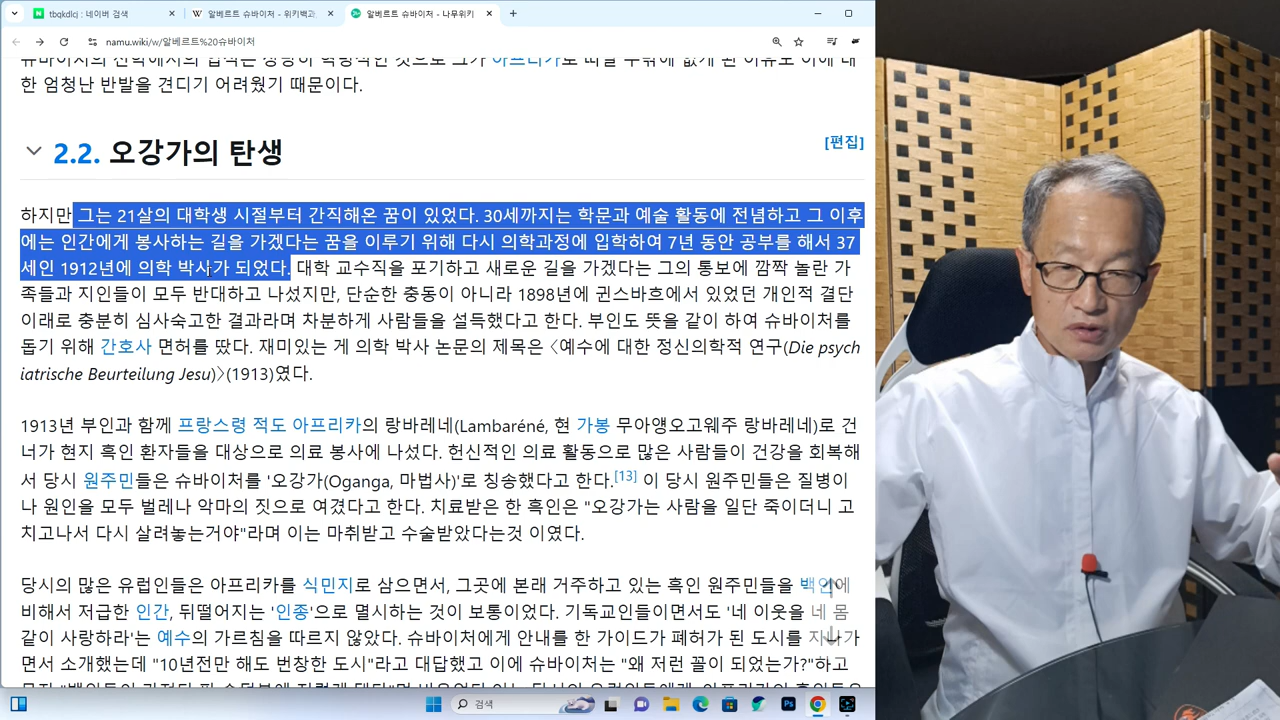 tbqkdlcj : 네이버 검색
알베르트 슈바이처 - 위키백과
알베르트 슈바이처 - 나무위키
namu.wiki/w/알베르트%20슈바이처
한 엄청난 반발을 견디기 어려웠기 때문이다.
2.2. 오강가의 탄생
[편집]
하지만 그는 21살의 대학생 시절부터 간직해온 꿈이 있었다. 30세까지는 학문과 예술 활동에 전념하고 그 이후
에는 인간에게 봉사하는 길을 가겠다는 꿈을 이루기 위해 다시 의학과정에 입학하여 7년 동안 공부를 해서 37
세인 1912년에 의학 박사가 되었다. 대학 교수직을 포기하고 새로운 길을 가겠다는 그의 통보에 깜짝 놀란 가
족들과 지인들이 모두 반대하고 나섰지만, 단순한 충동이 아니라 1898년에 귄스바흐에서 있었던 개인적 결단
이래로 충분히 심사숙고한 결과라며 차분하게 사람들을 설득했다고 한다. 부인도 뜻을 같이 하여 슈바이처를
돕기 위해 간호사 면허를 땄다. 재미있는 게 의학 박사 논문의 제목은 〈예수에 대한 정신의학적 연구(Die psych
iatrische Beurteilung Jesu)〉(1913)였다.
1913년 부인과 함께 프랑스령 적도 아프리카의 랑바레네(Lambaréné, 현 가봉 무아얭오고웨주 랑바레네)로 건
너가 현지 흑인 환자들을 대상으로 의료 봉사에 나섰다. 헌신적인 의료 활동으로 많은 사람들이 건강을 회복해
서 당시 원주민들은 슈바이처를 '오강가(Oganga, 마법사)'로 칭송했다고 한다.[13] 이 당시 원주민들은 질병이
나 원인을 모두 벌레나 악마의 짓으로 여겼다고 한다. 치료받은 한 흑인은 "오강가는 사람을 일단 죽이더니 고
치고나서 다시 살려놓는거야"라며 이는 마취받고 수술받았다는것 이였다.
당시의 많은 유럽인들은 아프리카를 식민지로 삼으면서, 그곳에 본래 거주하고 있는 흑인 원주민들을 백인에
비해서 저급한 인간, 뒤떨어지는 '인종'으로 멸시하는 것이 보통이었다. 기독교인들이면서도 '네 이웃을 네 몸
같이 사랑하라'는 예수의 가르침을 따르지 않았다. 슈바이처에게 안내를 한 가이드가 폐허가 된 도시를 지나가
면서 소개했는데 "10년전만 해도 번창한 도시"라고 대답했고 이에 슈바이처는 "왜 저런 꼴이 되었는가?"하고
검색